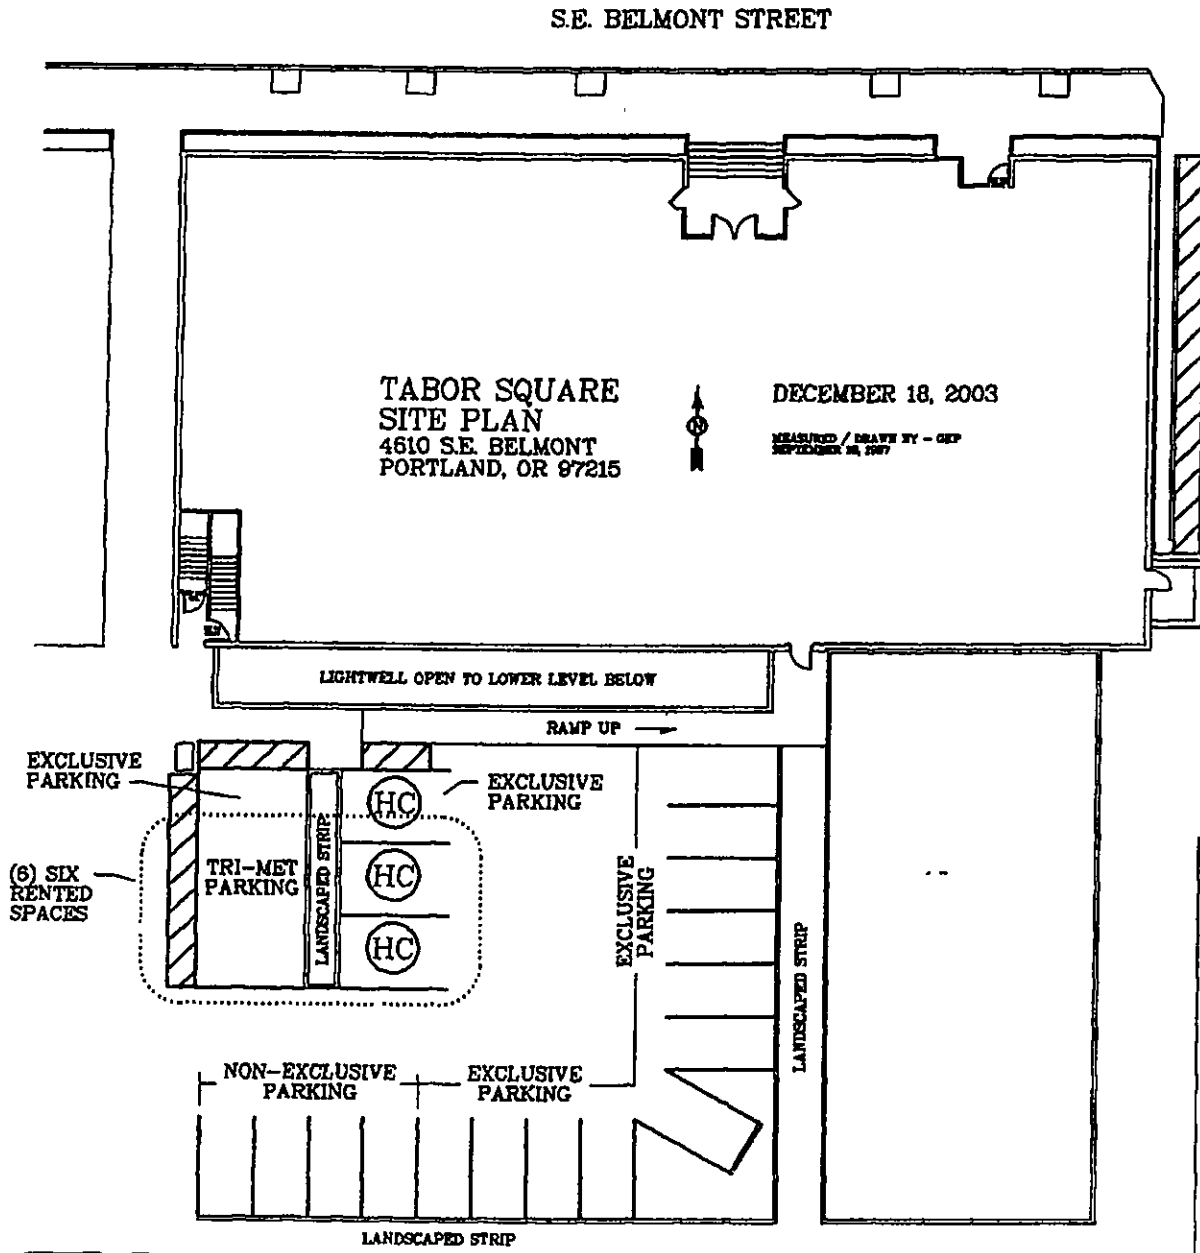 S.E. BELMONT STREET
TABOR SQUARE
SITE PLAN
4610 S.E. BELMONT
PORTLAND, OR 97215
N
DECEMBER 18, 2003
MEASURED / DRAWN BY - GKP
SEPTEMBER
LIGHTWELL OPEN TO LOWER LEVEL BELOW
RAMP UP
EXCLUSIVE
PARKING
HC
EXCLUSIVE
PARKING
(6) SIX
RENTED
SPACES
TRI-MET
PARKING
LANDSCAPED STRIP
HC
HC
EXCLUSIVE
PARKING
LANDSCAPED STRIP
NON-EXCLUSIVE
PARKING
EXCLUSIVE
PARKING
LANDSCAPED STRIP